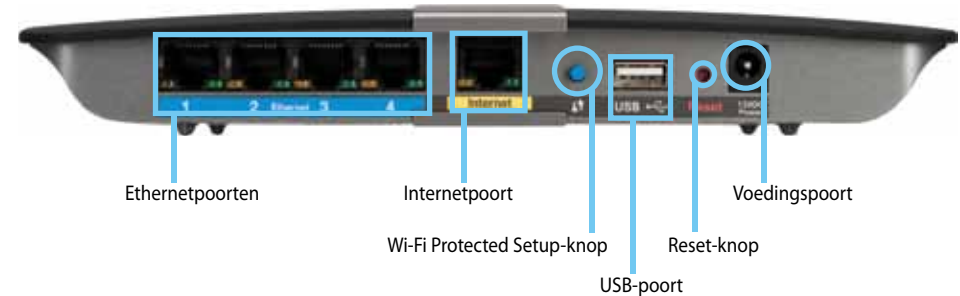 1 2 Ethernet 3 4
Internet
USB
Reset
12VDC
Ethernetpoorten
Internetpoort
Voedingspoort
Wi-Fi Protected Setup-knop
Reset-knop
USB-poort